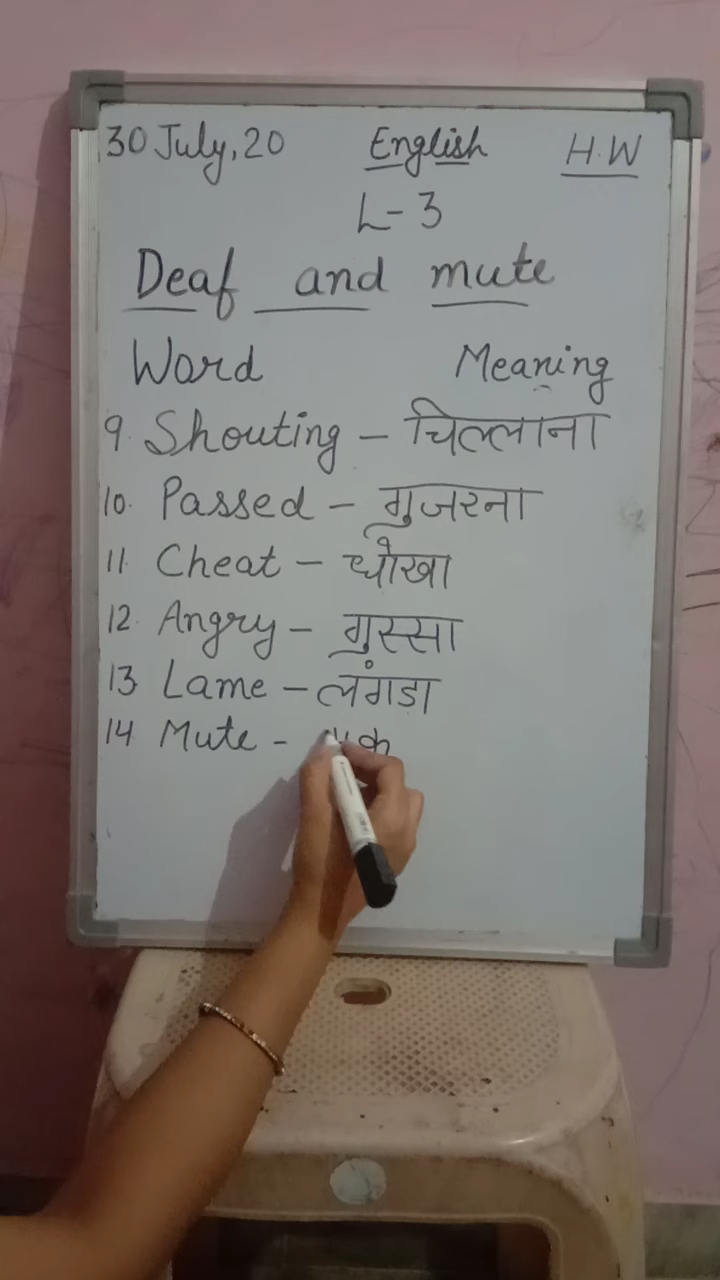 30 July, 20 English H.W
L-3
Deaf and mute
Word Meaning
9. Shouting - चिल्लाना
10. Passed - गुजरना
11. Cheat - धोखा
12. Angry - गुस्सा
13. Lame - लंगडा
14 Mute -